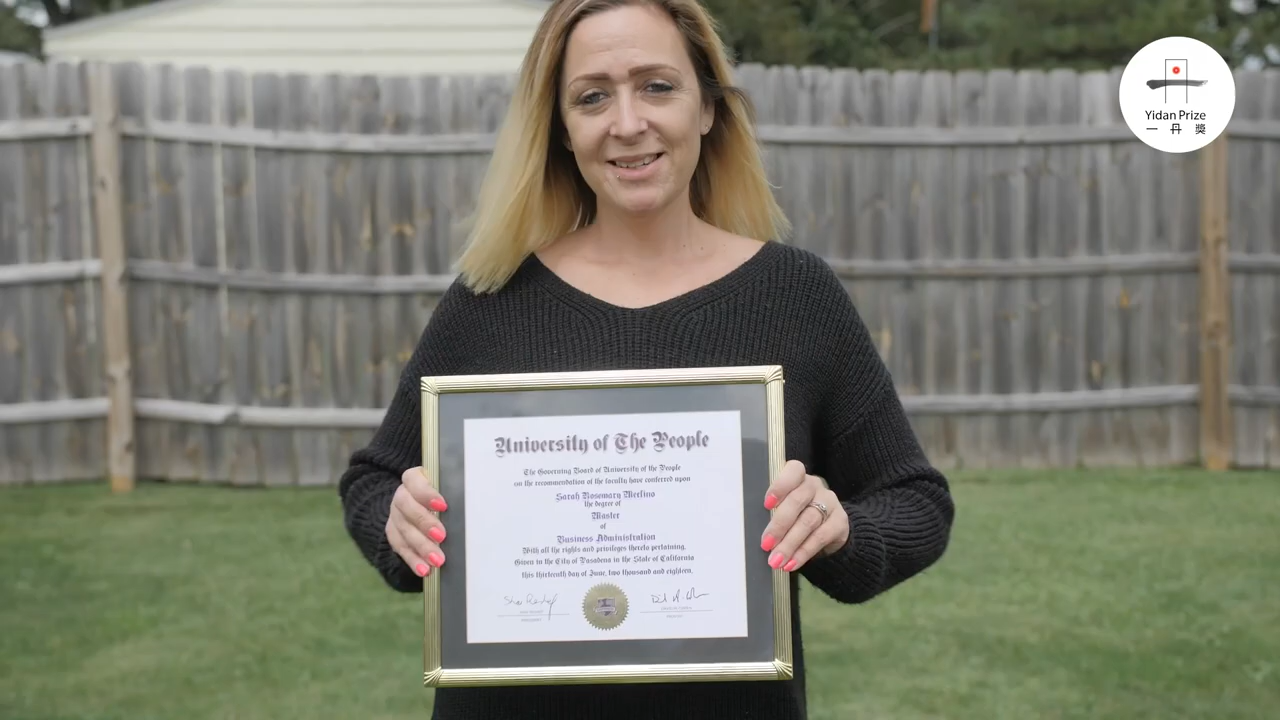 Yidan Prize
一丹獎
University of The People
The Governing Board of University of the People
on the recommendation of the faculty have conferred upon
Sarah Rosemary Merlino
the degree of
Master
of
Business Administration
With all the rights and privileges thereto pertaining.
Given in the City of Pasadena in the State of California
this thirteenth day of June, two thousand and eighteen.